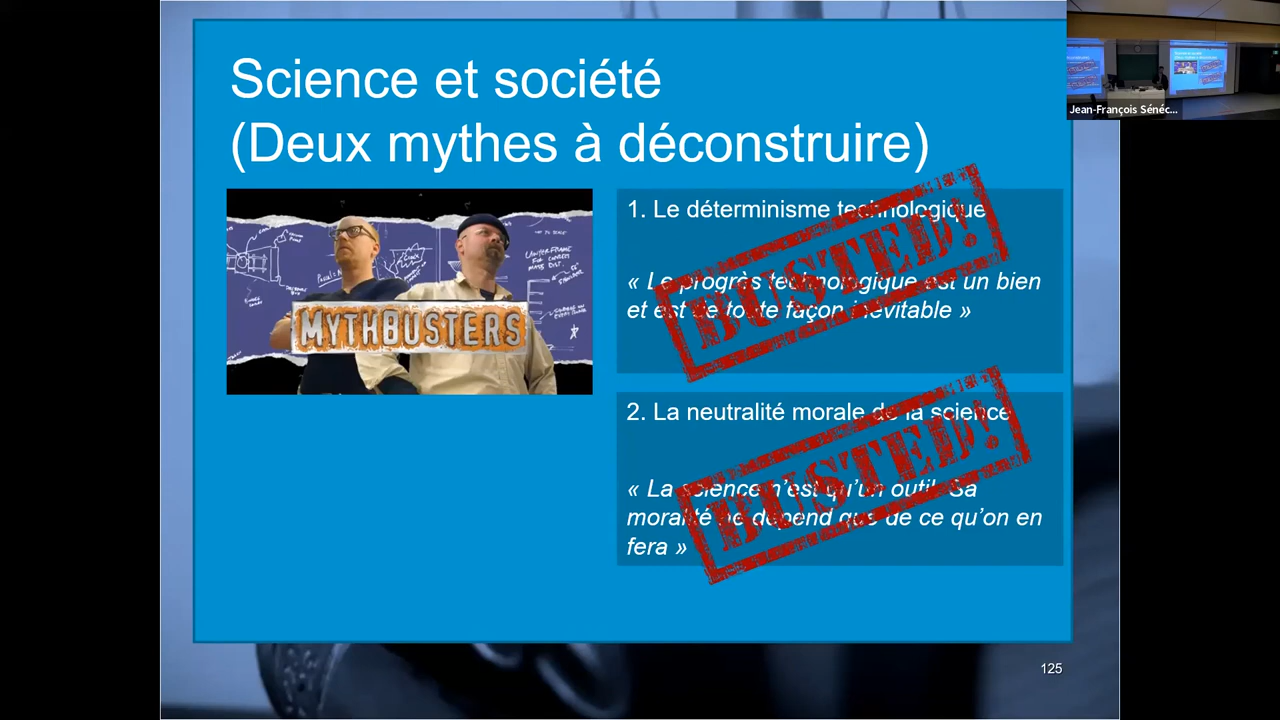 Science et société
(Deux mythes à déconstruire)
Jean-François Sénéc...
MYTHBUSTERS
1. Le déterminisme technologique
« Le progrès technologique est un bien
et est de toute façon inévitable »
BUSTED!
2. La neutralité morale de la science
« La science n'est qu'un outil. Sa
moralité ne dépend que de ce qu'on en
fera »
BUSTED!
125